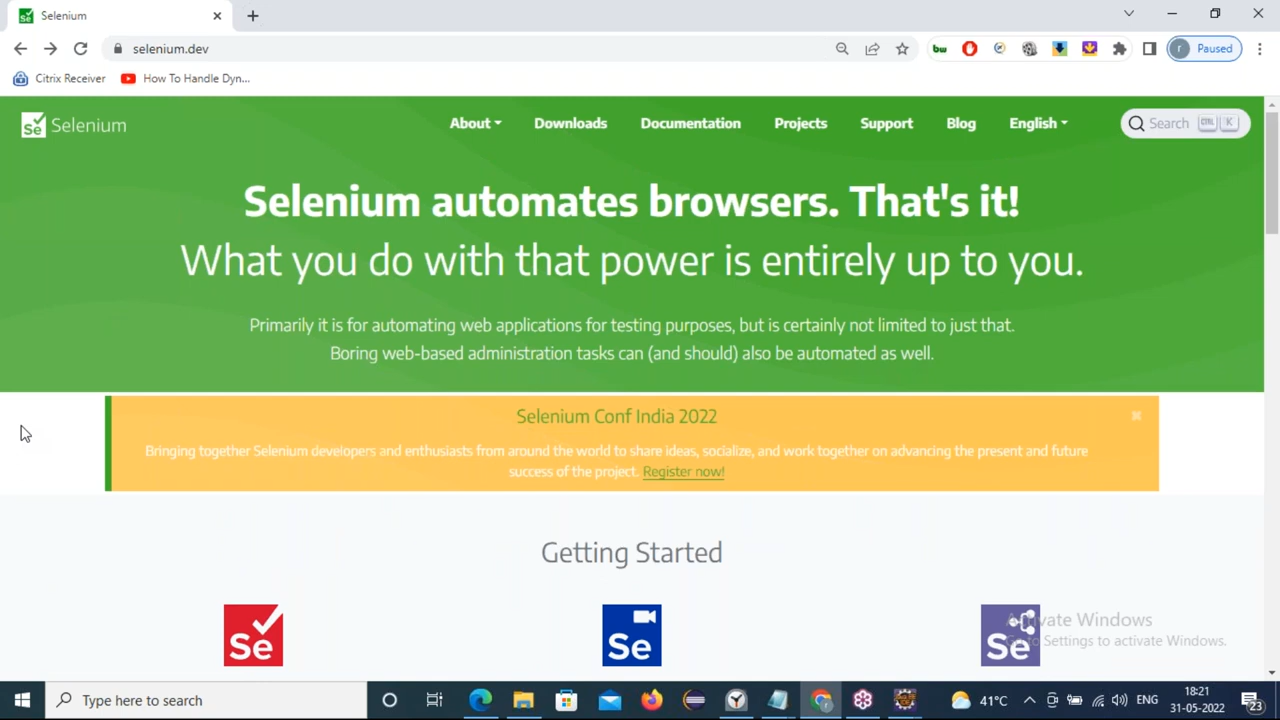 Selenium
selenium.dev
Paused
Citrix Receiver
How To Handle Dyn...
Se Selenium
About
Downloads
Documentation
Projects
Support
Blog
English
Search CTRL K
Selenium automates browsers. That's it!
What you do with that power is entirely up to you.
Primarily it is for automating web applications for testing purposes, but is certainly not limited to just that.
Boring web-based administration tasks can (and should) also be automated as well.
Selenium Conf India 2022
Bringing together Selenium developers and enthusiasts from around the world to share ideas, socialize, and work together on advancing the present and future
success of the project. Register now!
Getting Started
Se
Se
Se
Activate Windows
Go to Settings to activate Windows.
Type here to search
41°C
ENG
18:21
31-05-2022
23